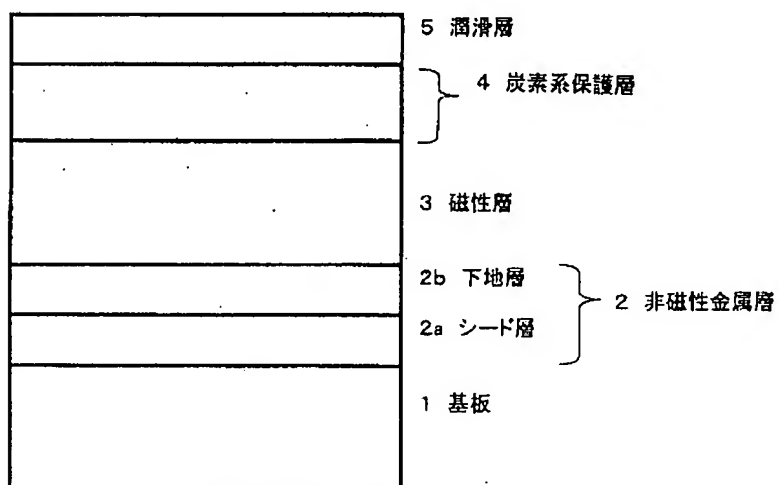 5 潤滑層
4 炭素系保護層
3 磁性層
2b 下地層
2 非磁性金属層
2a シード層
1 基板